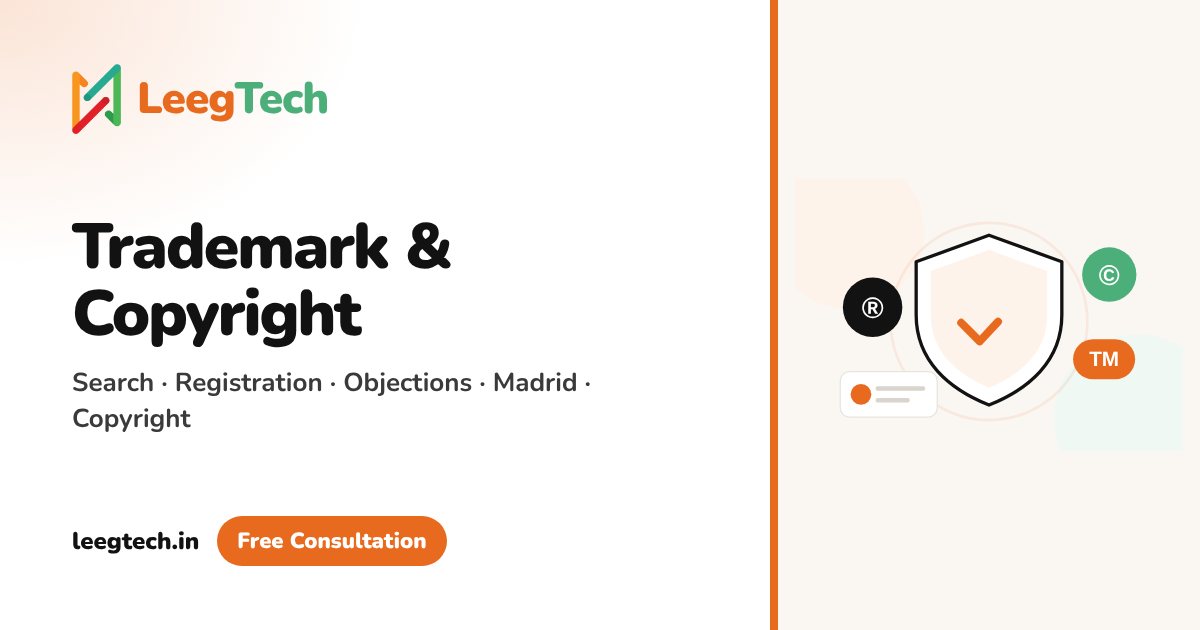 LeegTech
Trademark &
Copyright
Search · Registration · Objections · Madrid ·
Copyright
leegtech.in
Free Consultation
®
©
TM